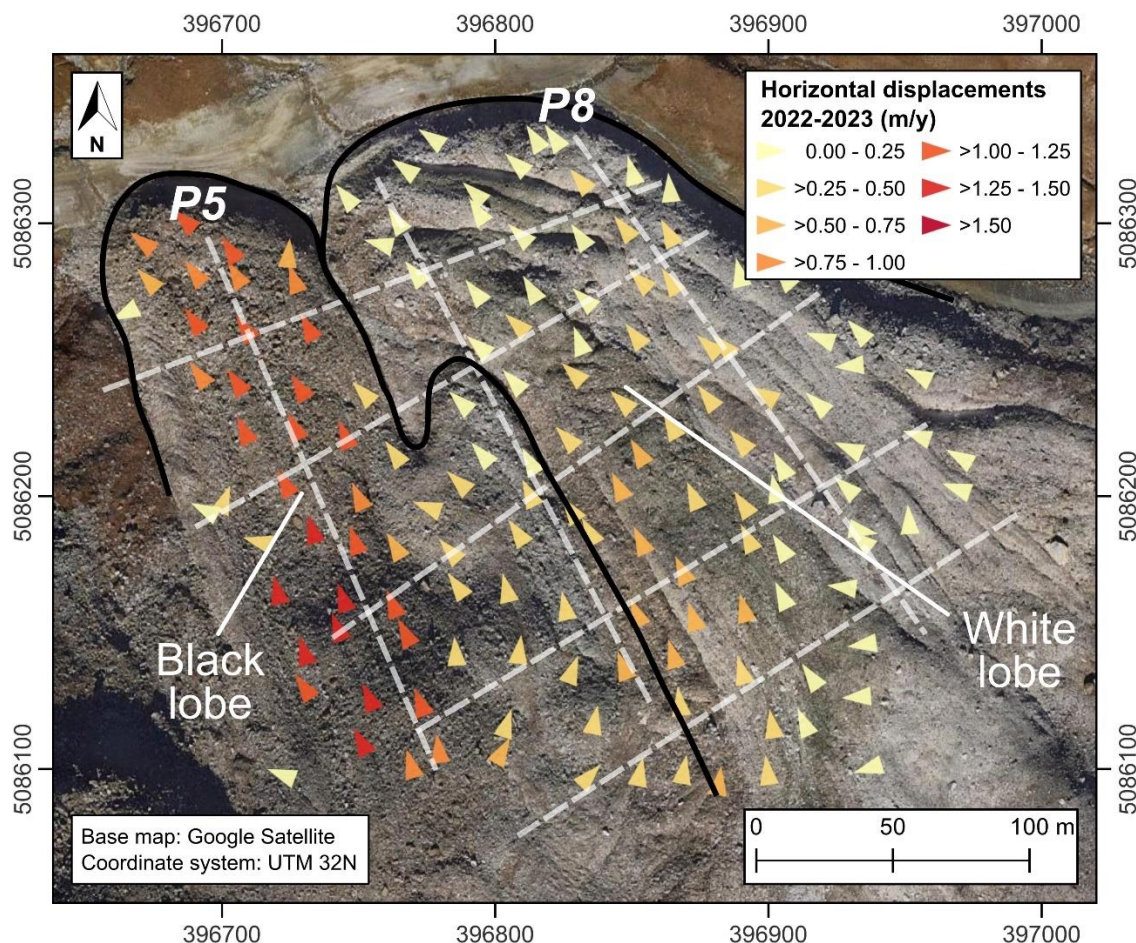 396700
396800
396900
397000
5086300
5086200
5086100
N
P5
P8
Horizontal displacements
2022-2023 (m/y)
0.00 - 0.25
>0.25 - 0.50
>0.50 - 0.75
>0.75 - 1.00
>1.00 - 1.25
>1.25 - 1.50
>1.50
5086300
5086200
5086100
Black
lobe
White
lobe
Base map: Google Satellite
Coordinate system: UTM 32N
0
50
100 m
396700
396800
396900
397000